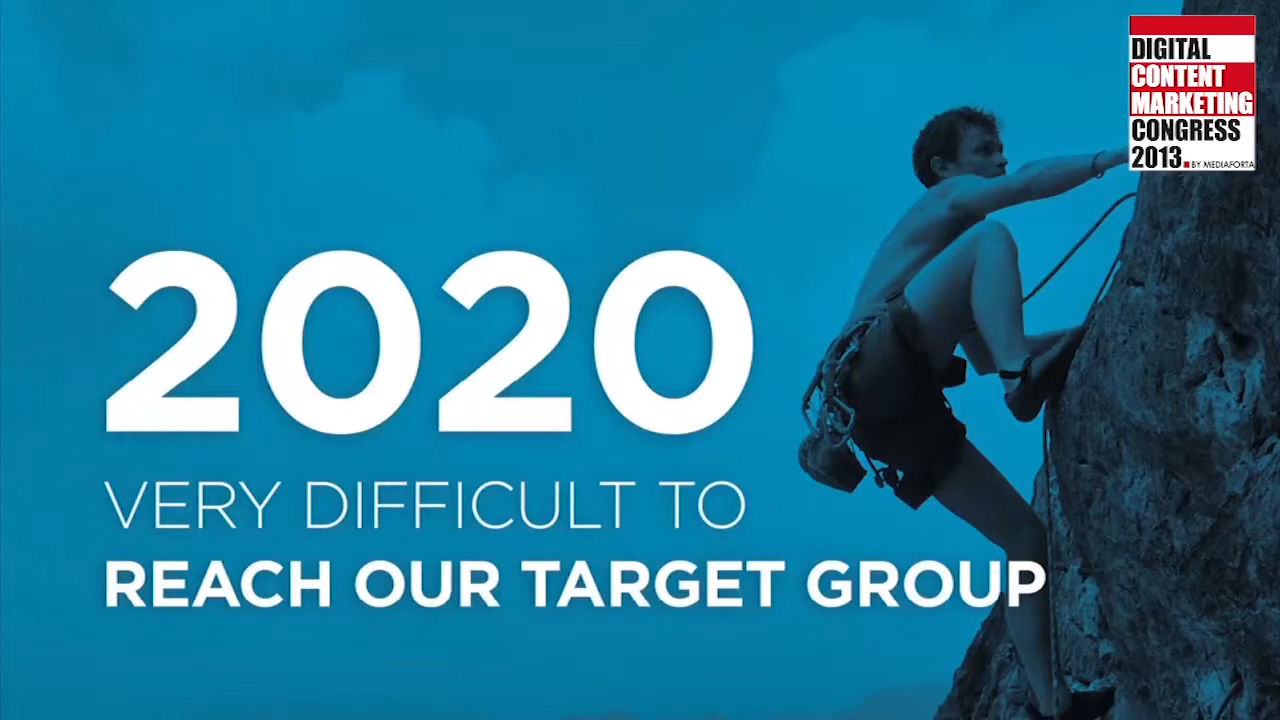 DIGITAL
CONTENT
MARKETING
CONGRESS
2013 BY MEDIAFORTA
2020
VERY DIFFICULT TO
REACH OUR TARGET GROUP